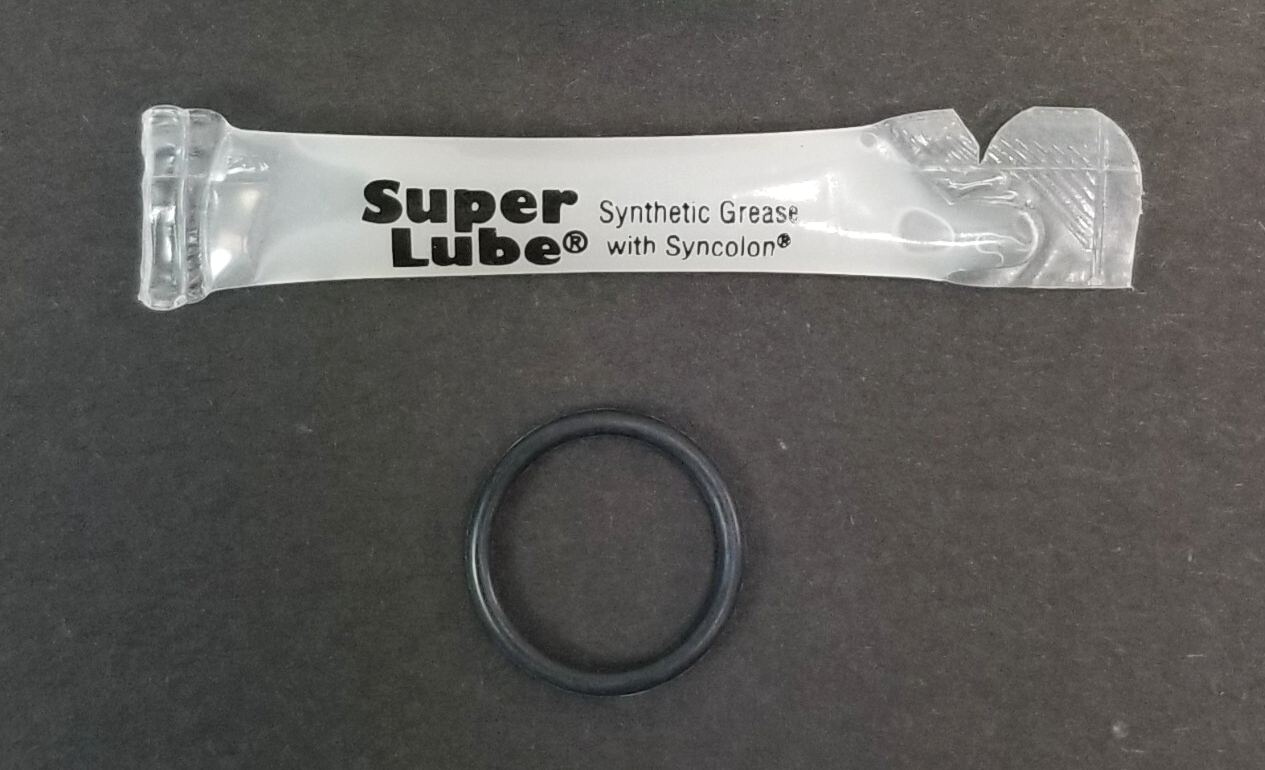 Super
Lube®
Synthetic Grease
with Syncolon®